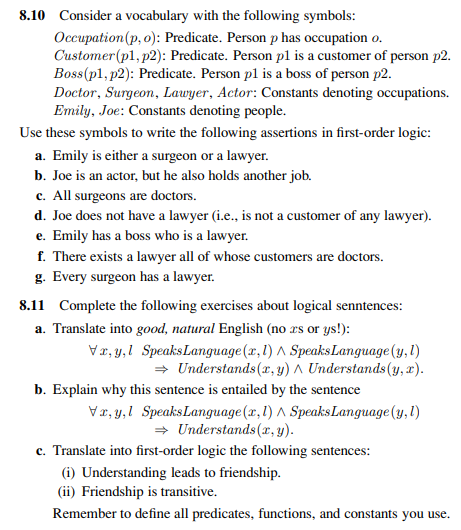 8.10 Consider a vocabulary with the following symbols:
Occupation(p, o): Predicate. Person p has occupation o.
Customer(p1, p2): Predicate. Person p1 is a customer of person p2.
Boss(p1, p2): Predicate. Person p1 is a boss of person p2.
Doctor, Surgeon, Lawyer, Actor: Constants denoting occupations.
Emily, Joe: Constants denoting people.
Use these symbols to write the following assertions in first-order logic:
a. Emily is either a surgeon or a lawyer.
b. Joe is an actor, but he also holds another job.
c. All surgeons are doctors.
d. Joe does not have a lawyer (i.e., is not a customer of any lawyer).
e. Emily has a boss who is a lawyer.
f. There exists a lawyer all of whose customers are doctors.
g. Every surgeon has a lawyer.
8.11 Complete the following exercises about logical senntences:
a. Translate into good, natural English (no xs or ys!):
∀ x, y, l SpeaksLanguage(x, l) ∧ SpeaksLanguage(y, l)
⇒ Understands(x, y) ∧ Understands(y, x).
b. Explain why this sentence is entailed by the sentence
∀ x, y, l SpeaksLanguage(x, l) ∧ SpeaksLanguage(y, l)
⇒ Understands(x, y).
c. Translate into first-order logic the following sentences:
(i) Understanding leads to friendship.
(ii) Friendship is transitive.
Remember to define all predicates, functions, and constants you use.